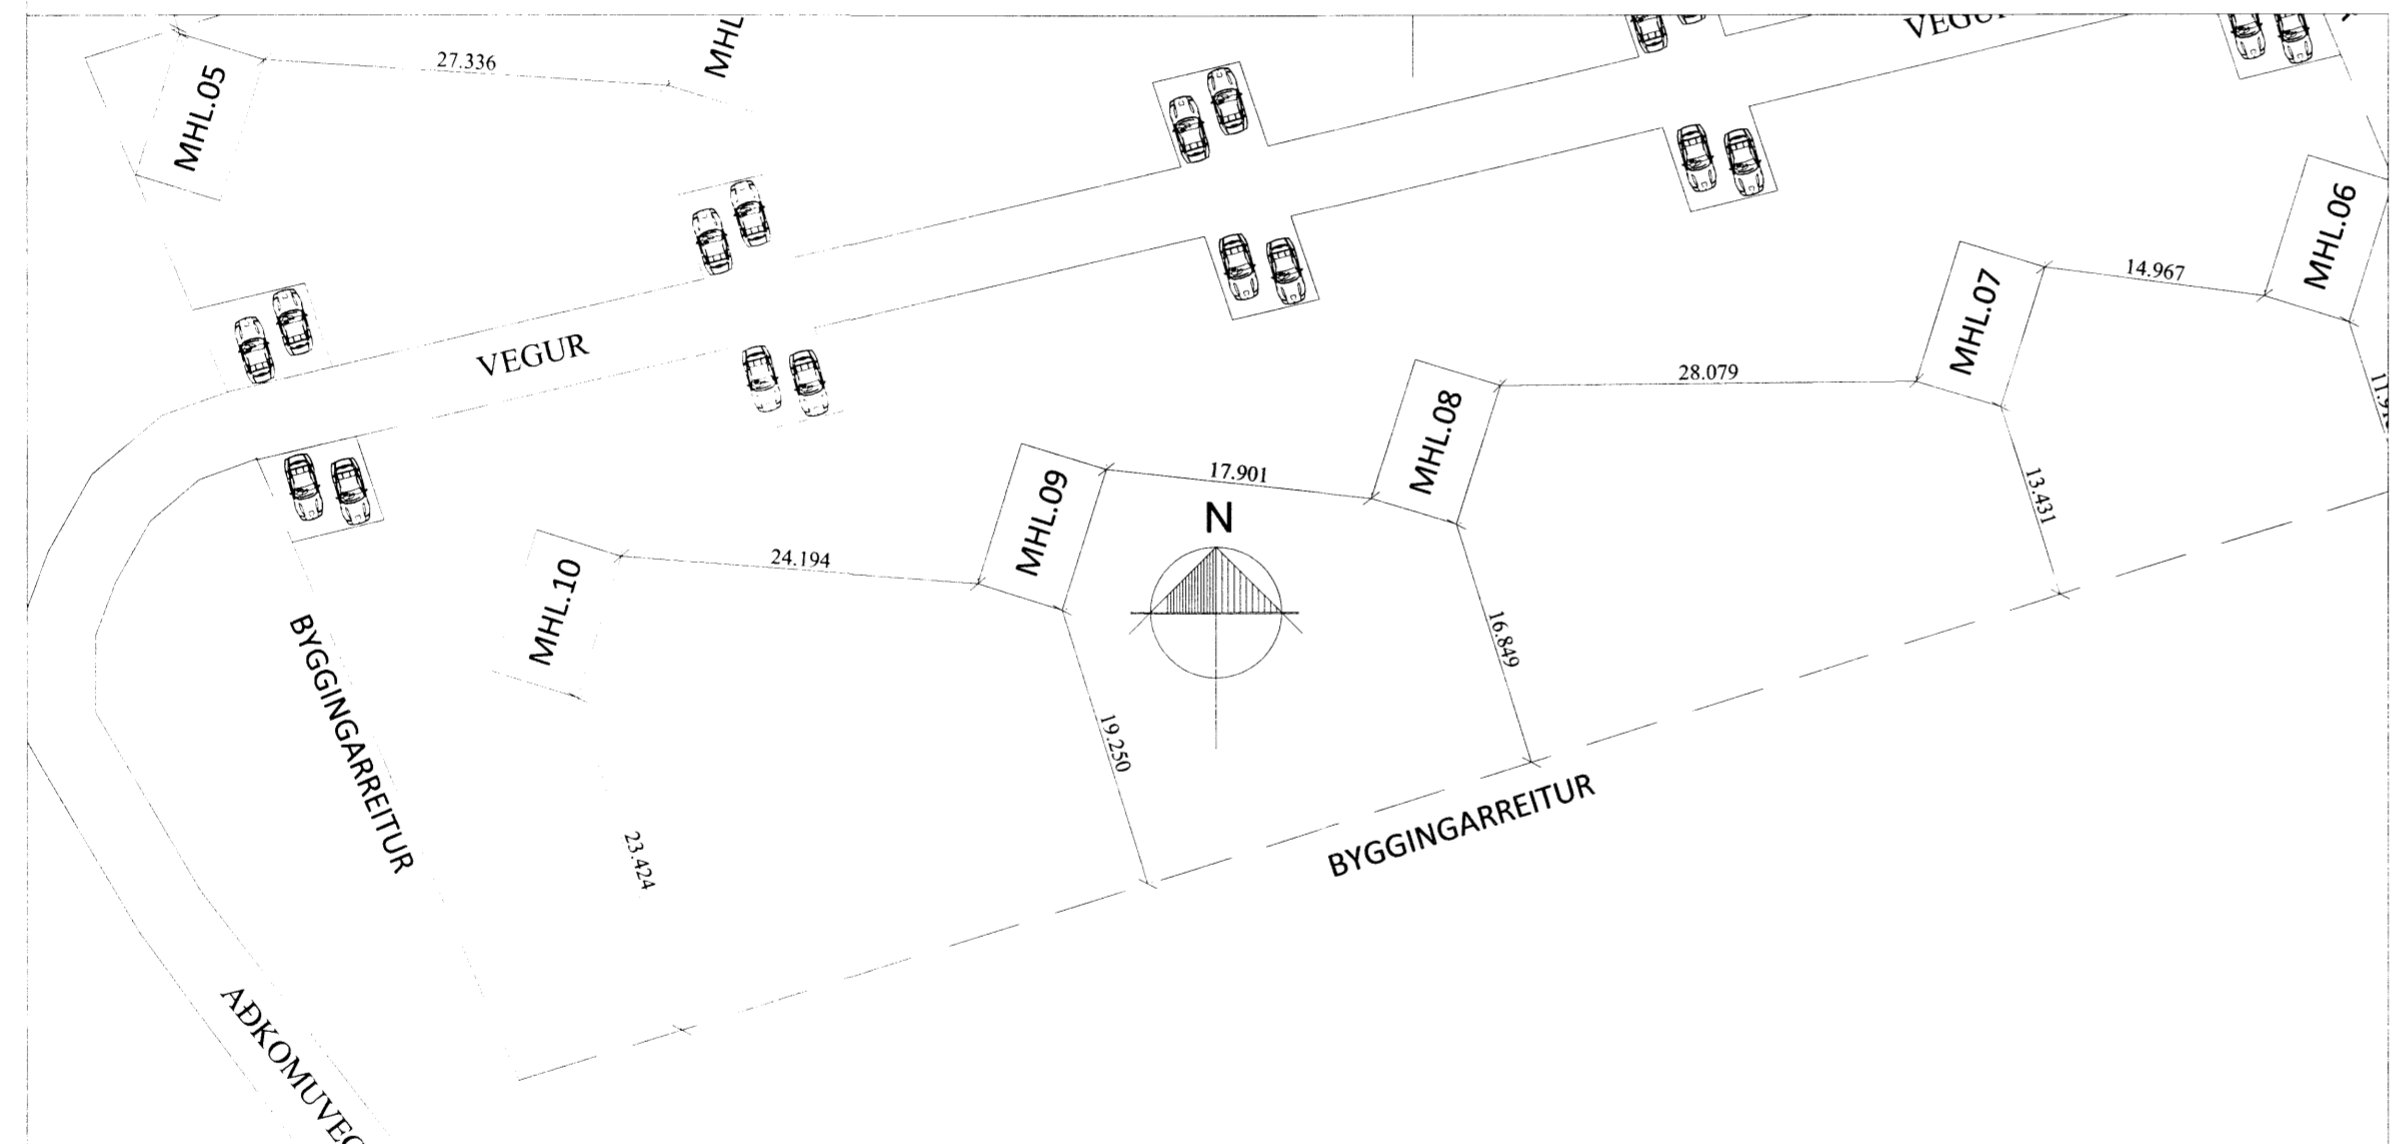 MHL
VEGUR
27.336
MHL.05
MHL.06
14.967
MHL.07
VEGUR
28.079
MHL.08
17.901
MHL.09
N
13.431
24.194
MHL.10
16.849
BYGGINGARREITUR
19.250
BYGGINGARREITUR
23.424
AÐKOMUVEG